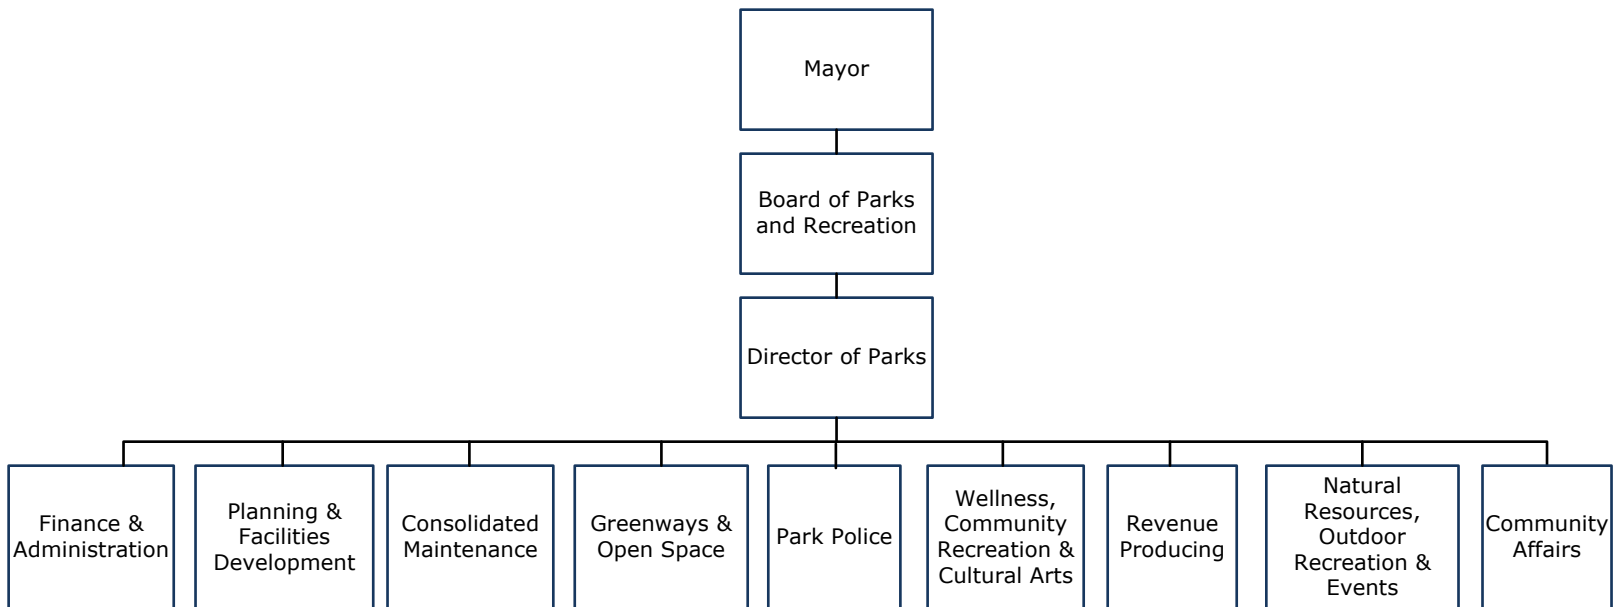 Mayor
Board of Parks
and Recreation
Director of Parks
Finance &
Administration
Planning &
Facilities
Development
Consolidated
Maintenance
Greenways &
Open Space
Park Police
Wellness,
Community
Recreation &
Cultural Arts
Revenue
Producing
Natural
Resources,
Outdoor
Recreation &
Events
Community
Affairs